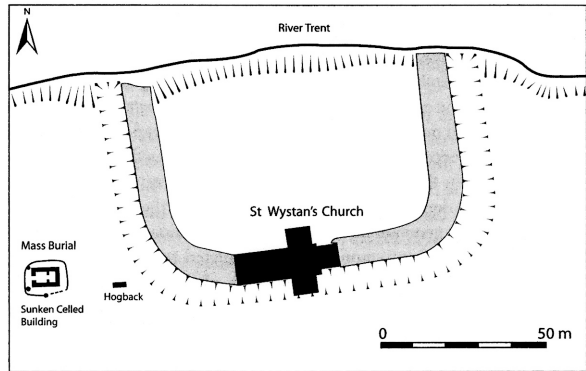 N
River Trent
St Wystan's Church
Mass Burial
Hogback
Sunken Celled
Building
0
50 m